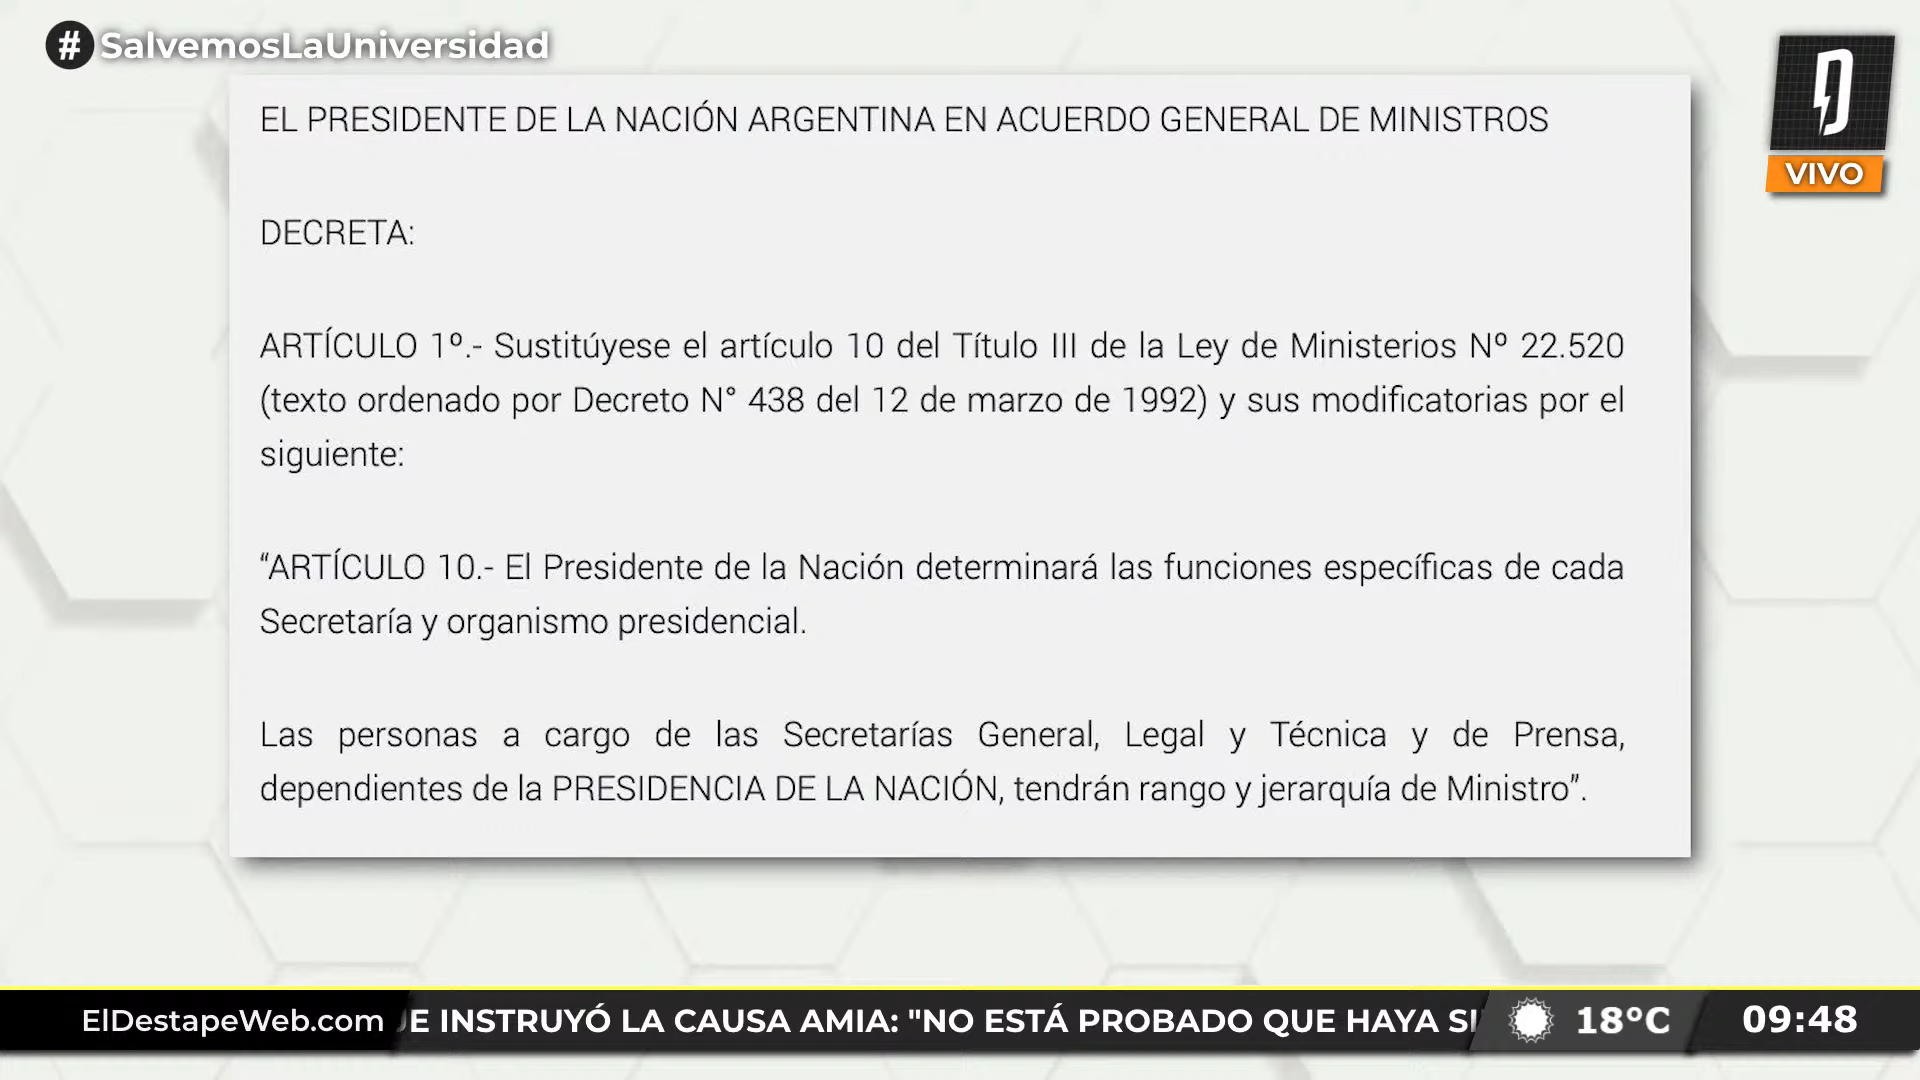 #SalvemosLaUniversidad
VIVO
EL PRESIDENTE DE LA NACIÓN ARGENTINA EN ACUERDO GENERAL DE MINISTROS
DECRETA:
ARTÍCULO 1º.- Sustitúyese el artículo 10 del Título III de la Ley de Ministerios Nº 22.520
(texto ordenado por Decreto N° 438 del 12 de marzo de 1992) y sus modificatorias por el
siguiente:
“ARTÍCULO 10.- El Presidente de la Nación determinará las funciones específicas de cada
Secretaría y organismo presidencial.
Las personas a cargo de las Secretarías General, Legal y Técnica y de Prensa,
dependientes de la PRESIDENCIA DE LA NACIÓN, tendrán rango y jerarquía de Ministro”.
ElDestapeWeb.com
INSTRUYÓ LA CAUSA AMIA: "NO ESTÁ PROBADO QUE HAYA
18°C
09:48